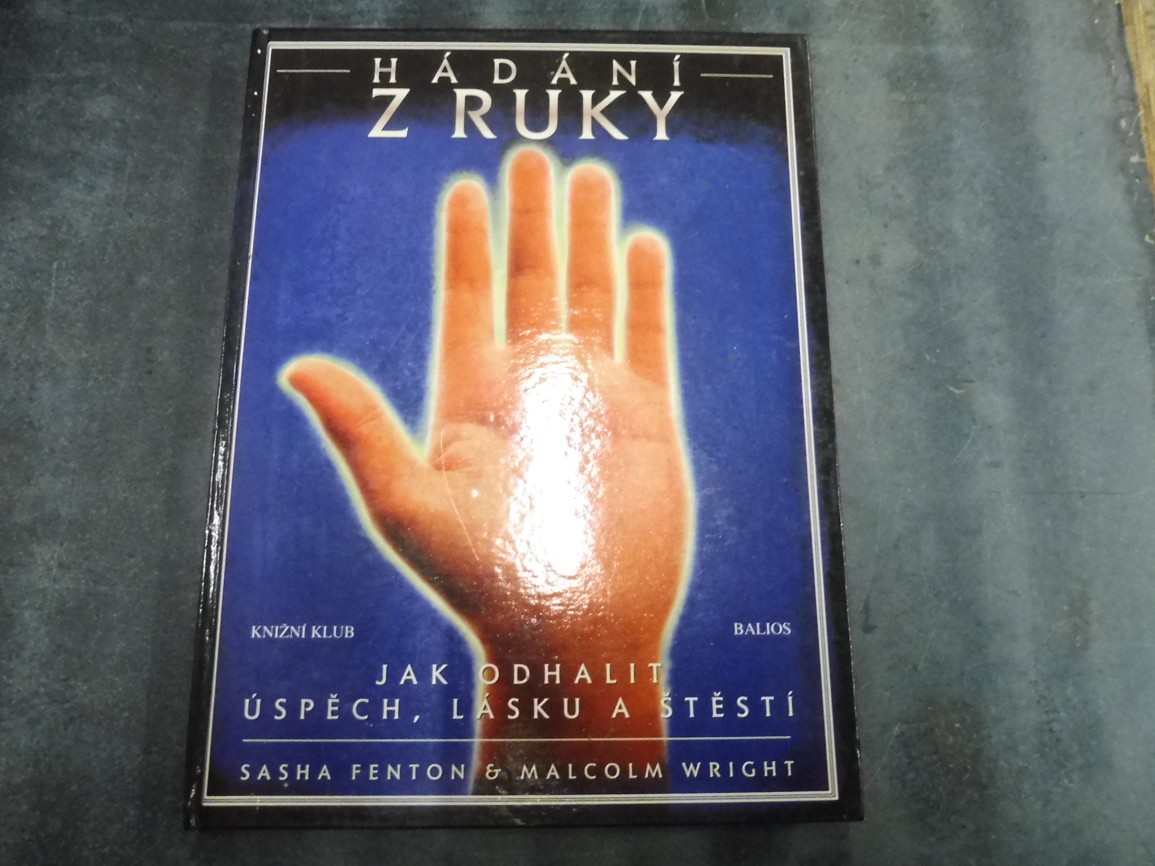 HÁDÁNÍ
Z RUKY
KNIŽNÍ KLUB
BALIOS
JAK ODHALIT
ÚSPĚCH, LÁSKU A ŠTĚSTÍ
SASHA FENTON & MALCOLM WRIGHT